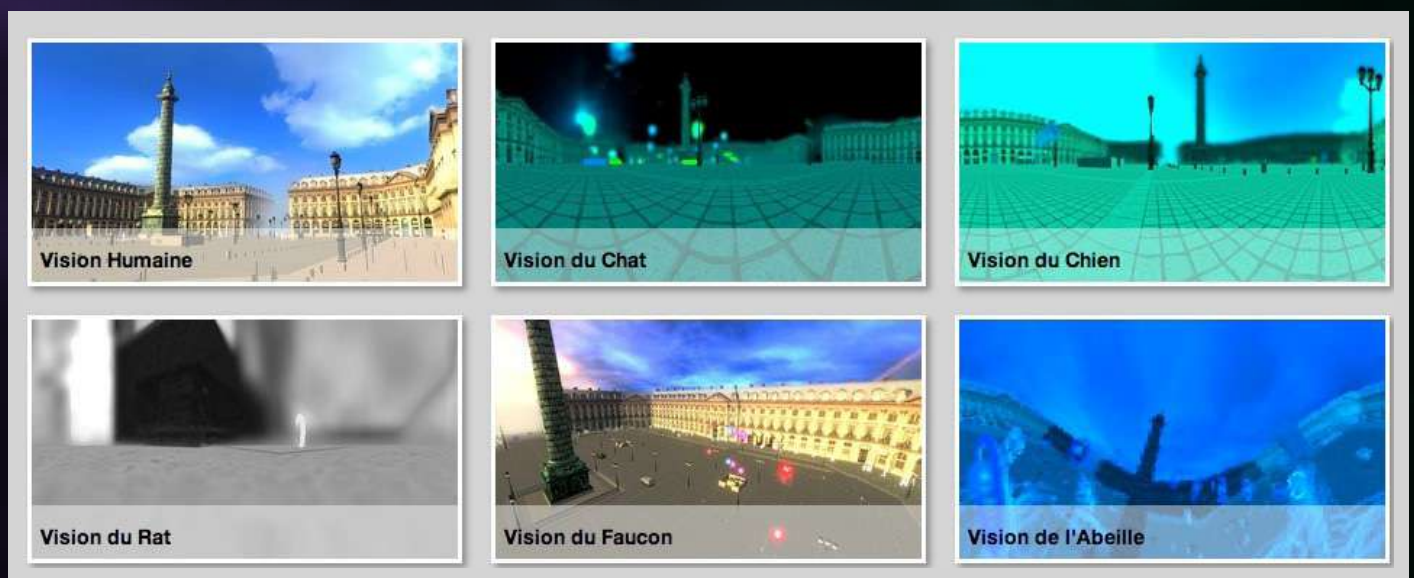 Vision Humaine
Vision du Chat
Vision du Chien
Vision du Rat
Vision du Faucon
Vision de l'Abeille